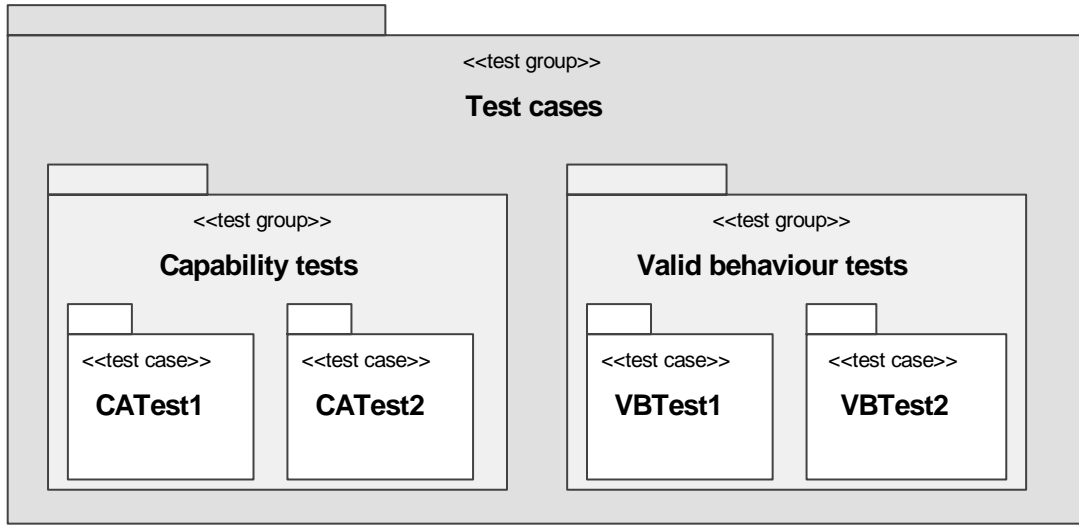 <<test group>>
Test cases
<<test group>>
Capability tests
<<test case>>
CATest1
<<test case>>
CATest2
<<test group>>
Valid behaviour tests
<<test case>>
VBTest1
<<test case>>
VBTest2